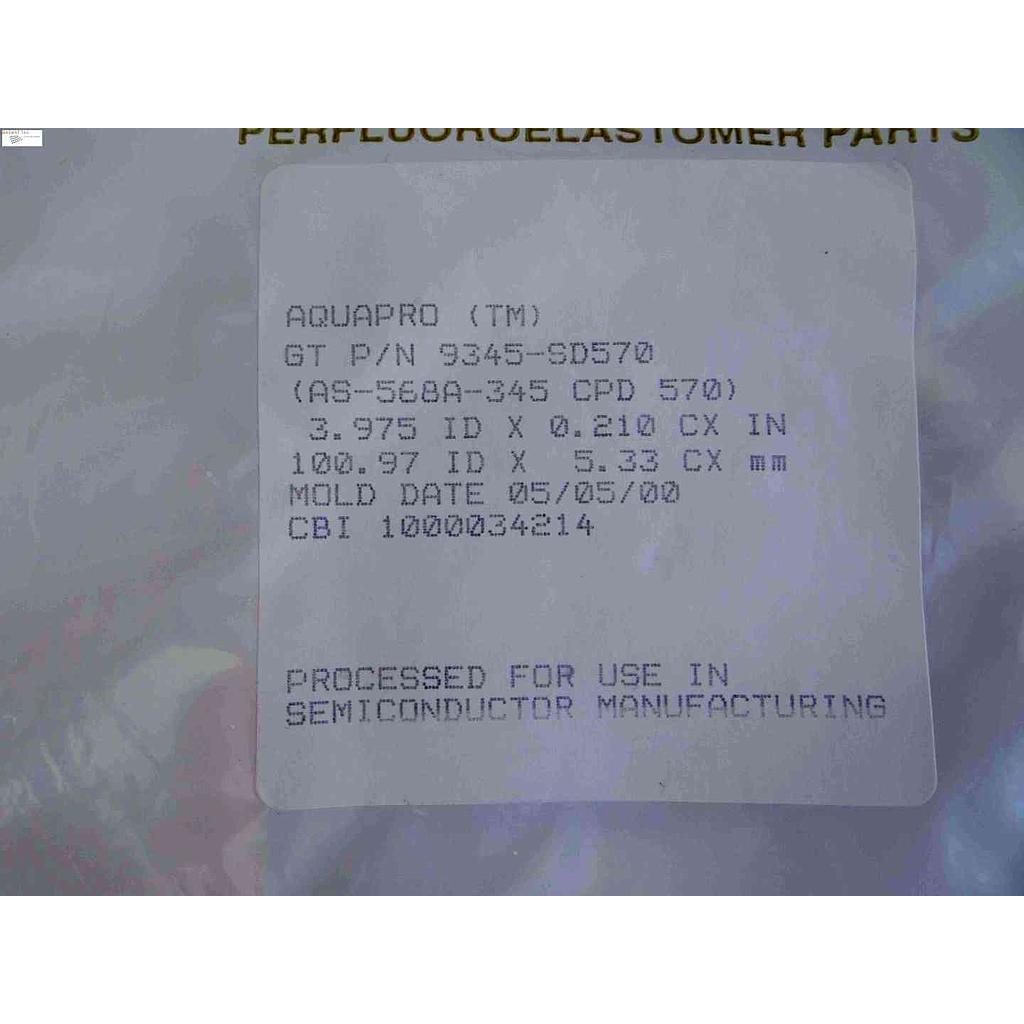 PERFLUOROELASTOMER PARTS
AQUAPRO (TM)
GT P/N 9345-SD570
(AS-568A-345 CPD 570)
3.975 ID X 0.210 CX IN
100.97 ID X 5.33 CX mm
MOLD DATE 05/05/00
CBI 1000034214
PROCESSED FOR USE IN
SEMICONDUCTOR MANUFACTURING